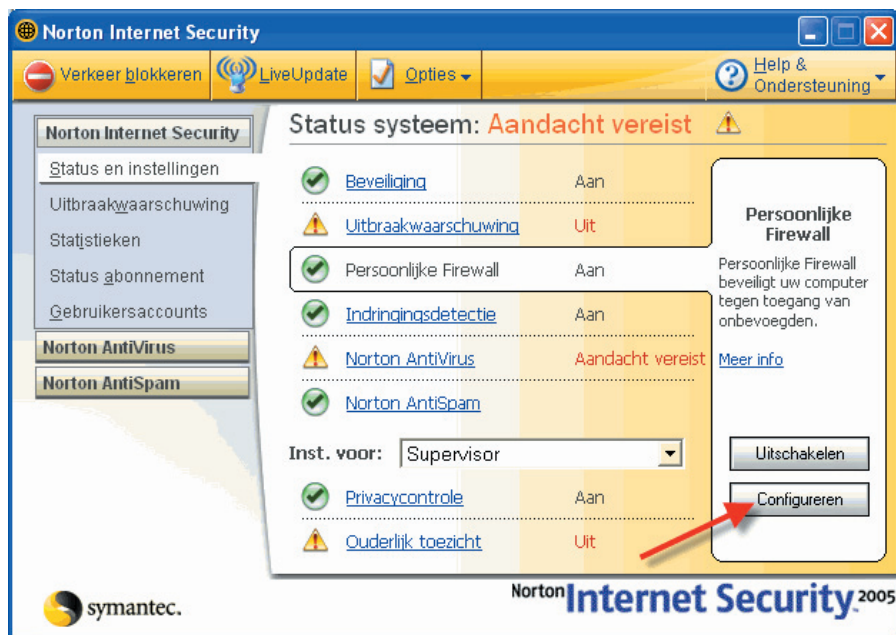 Norton Internet Security
Verkeer blokkeren
LiveUpdate
Opties
Help &
Ondersteuning
Norton Internet Security
Status en instellingen
Uitbraakwaarschuwing
Statistieken
Status abonnement
Gebruikersaccounts
Norton AntiVirus
Norton AntiSpam
Status systeem: Aandacht vereist
Beveiliging Aan
Uitbraakwaarschuwing Uit
Persoonlijke Firewall Aan
Indringingsdetectie Aan
Norton AntiVirus Aandacht vereist
Norton AntiSpam
Inst. voor: Supervisor
Privacycontrole Aan
Ouderlijk toezicht Uit
Persoonlijke
Firewall
Persoonlijke Firewall
beveiligt uw computer
tegen toegang van
onbevoegden.
Meer info
Uitschakelen
Configureren
symantec.
Norton Internet Security 2005